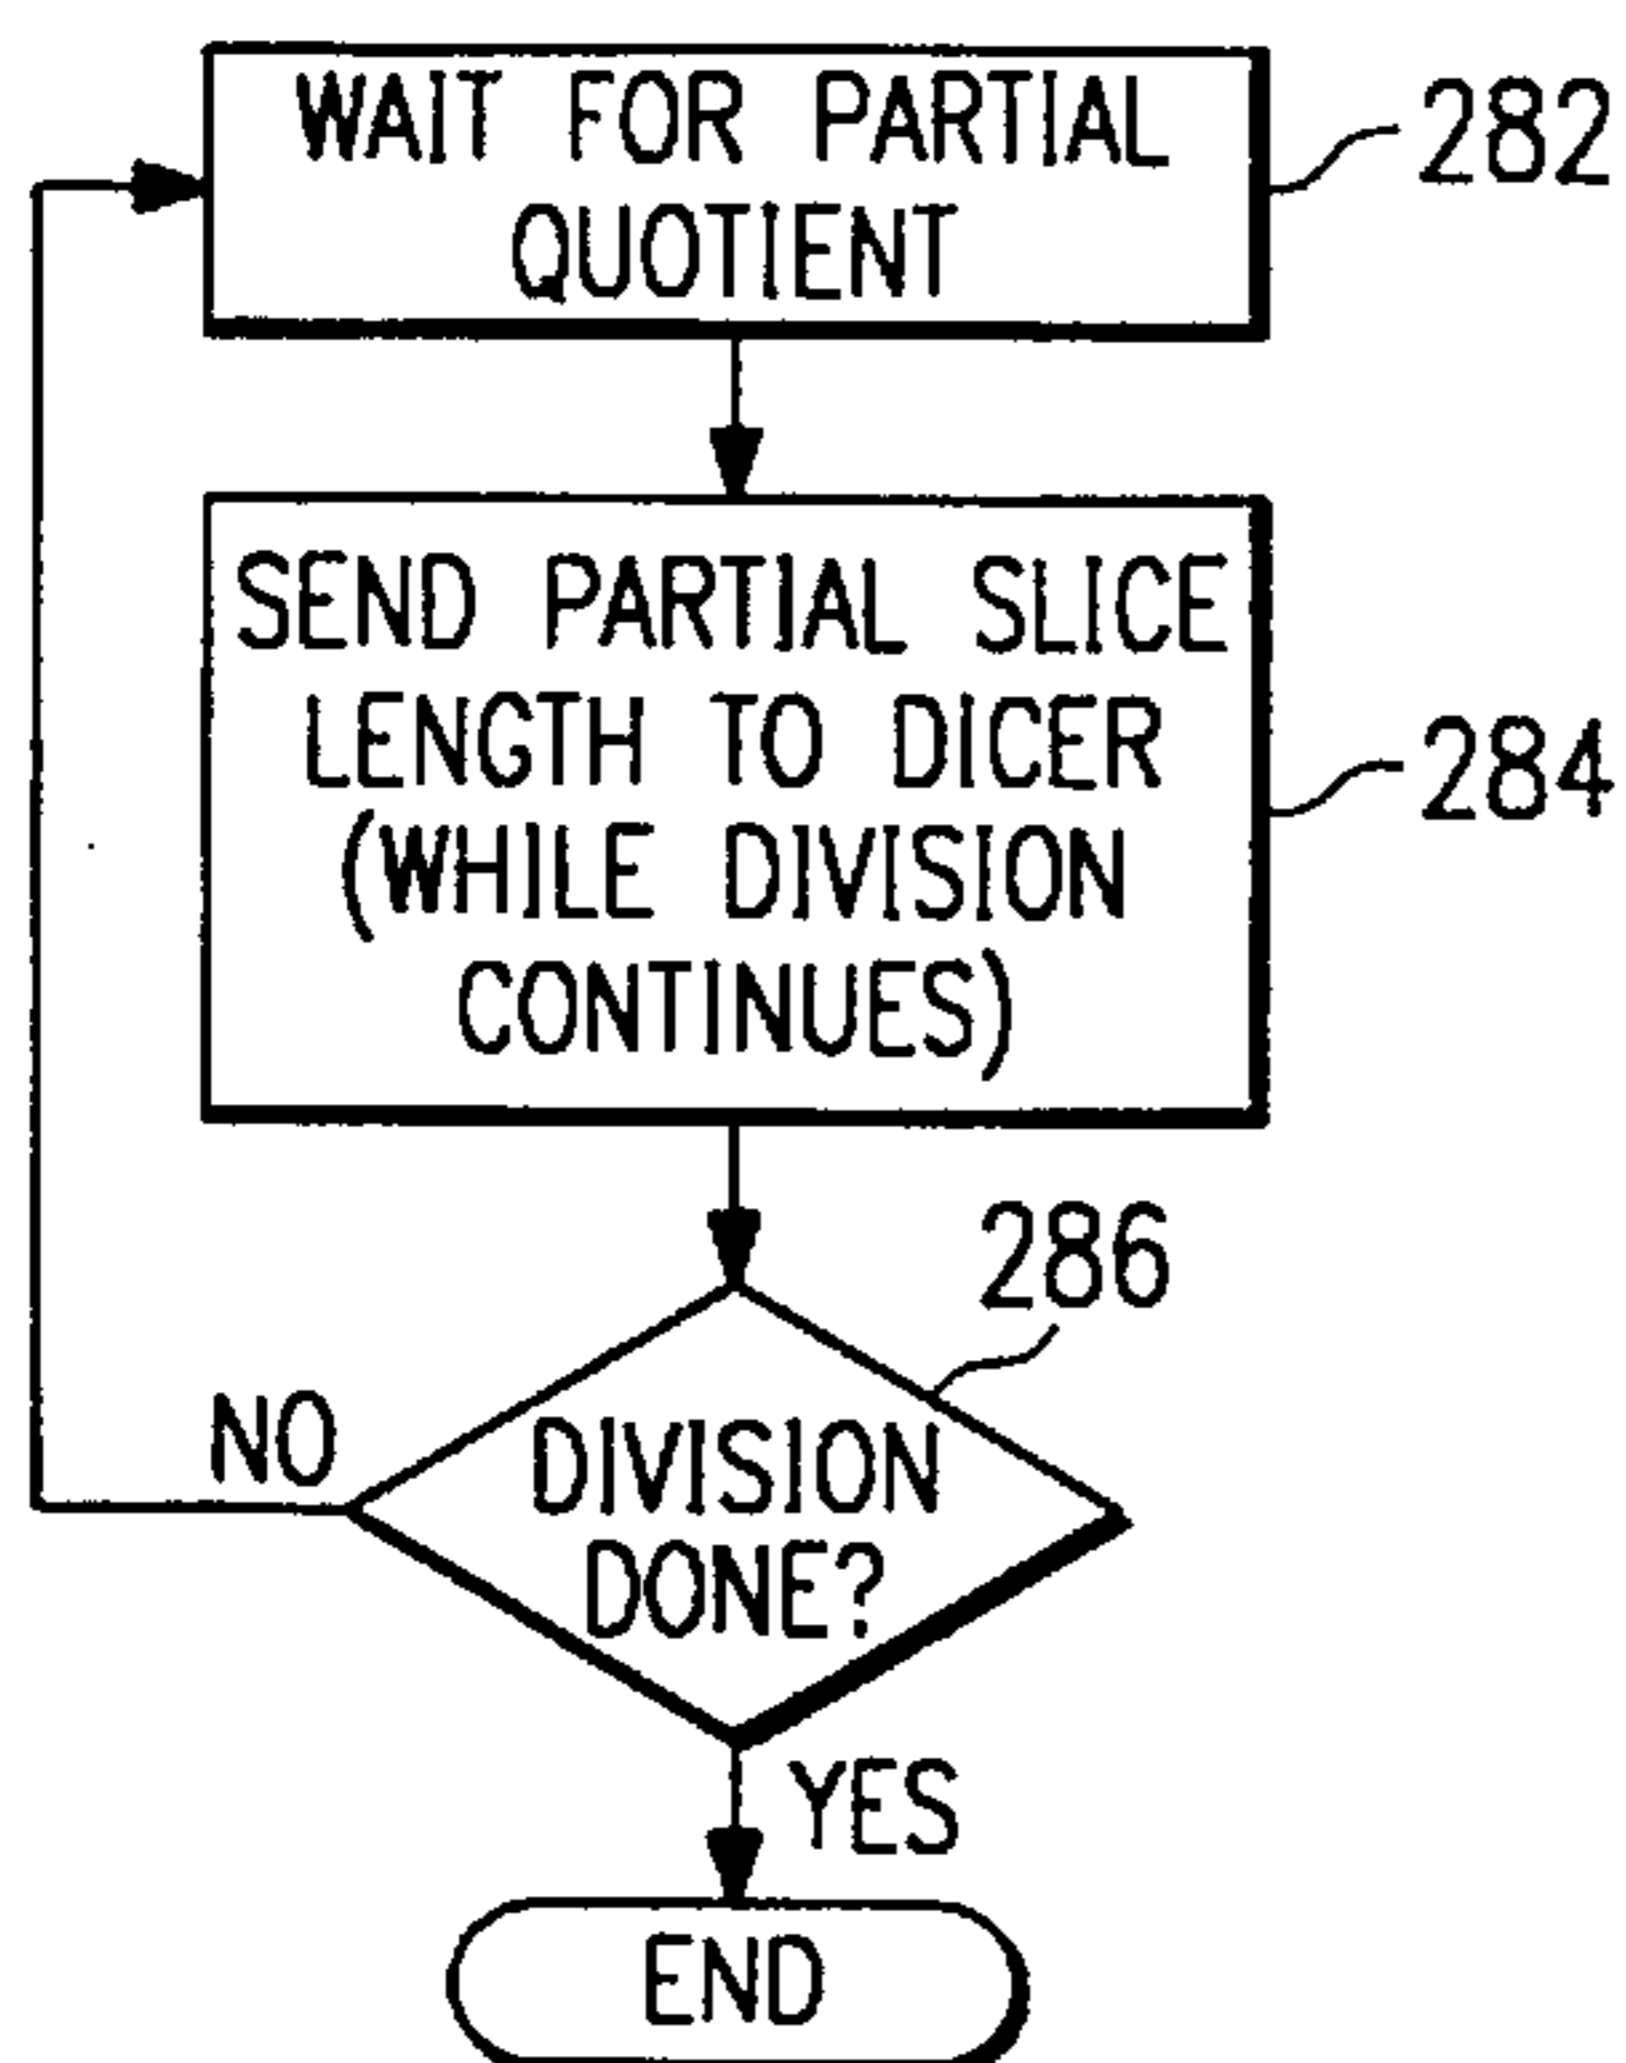 WAIT FOR PARTIAL
QUOTIENT
282
SEND PARTIAL SLICE
LENGTH TO DICER
(WHILE DIVISION
CONTINUES)
284
286
DIVISION
DONE?
NO
YES
END